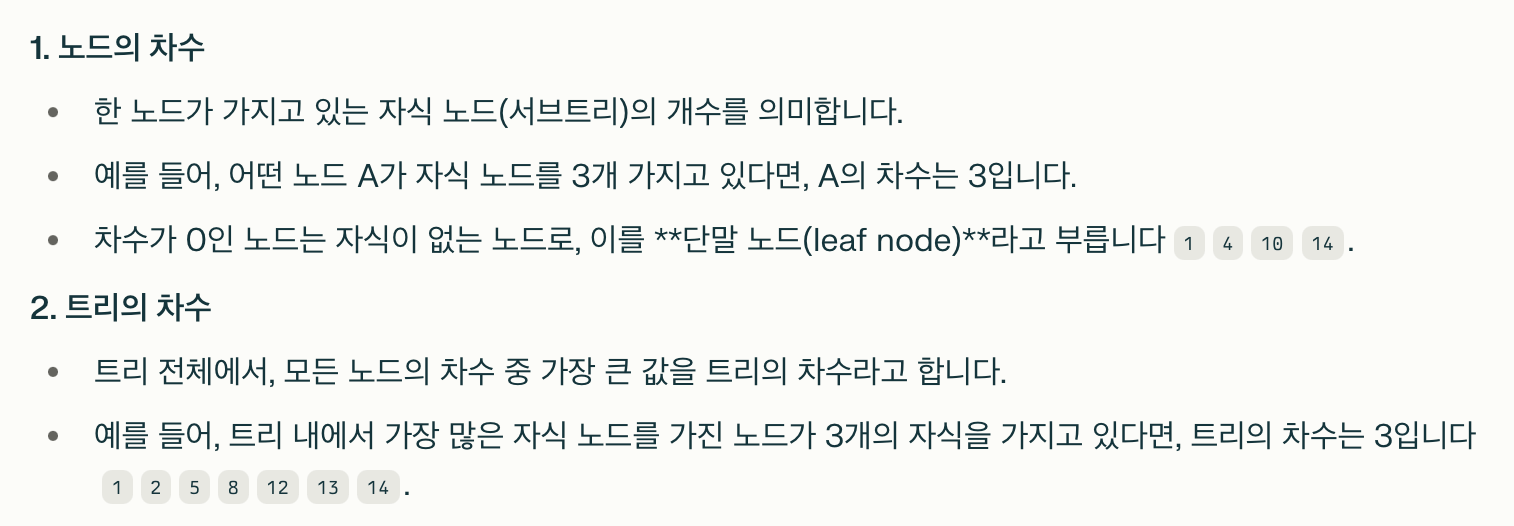 1. 노드의 차수
• 한 노드가 가지고 있는 자식 노드(서브트리)의 개수를 의미합니다.
• 예를 들어, 어떤 노드 A가 자식 노드를 3개 가지고 있다면, A의 차수는 3입니다.
• 차수가 0인 노드는 자식이 없는 노드로, 이를 **단말 노드(leaf node)**라고 부릅니다 1 4 10 14 .
2. 트리의 차수
• 트리 전체에서, 모든 노드의 차수 중 가장 큰 값을 트리의 차수라고 합니다.
• 예를 들어, 트리 내에서 가장 많은 자식 노드를 가진 노드가 3개의 자식을 가지고 있다면, 트리의 차수는 3입니다
1 2 5 8 12 13 14 .